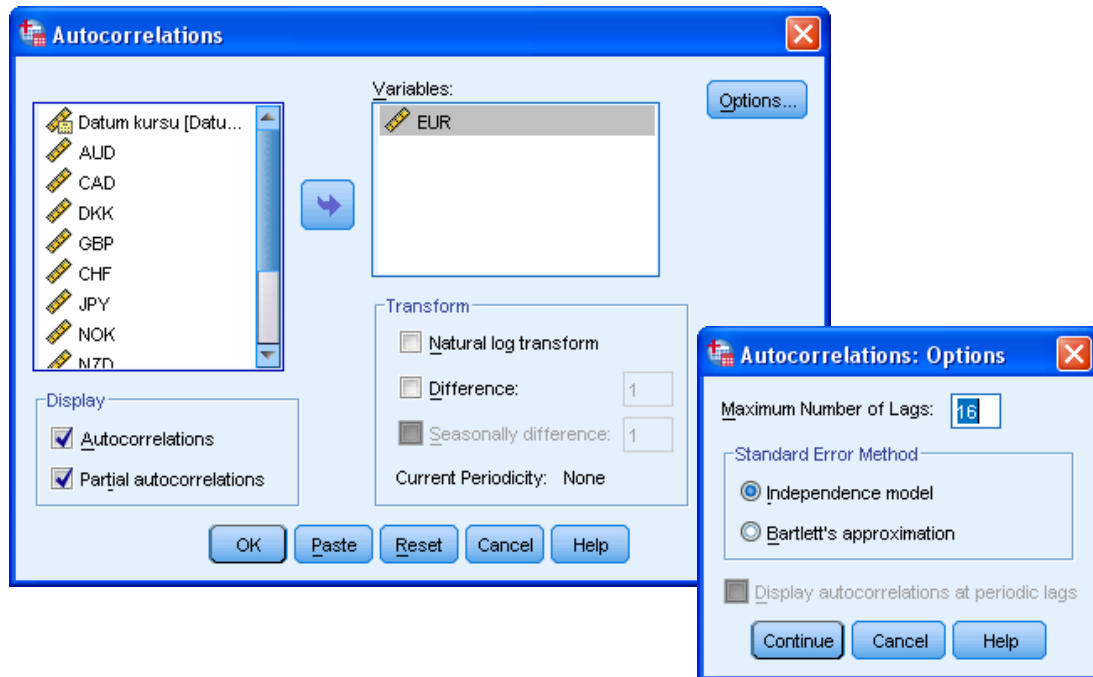 Autocorrelations
Variables:
Options...
Datum kursu [Datu...
AUD
CAD
DKK
GBP
CHF
JPY
NOK
NZD
EUR
Transform
Natural log transform
Difference: 1
Seasonally difference: 1
Current Periodicity: None
Display
Autocorrelations
Partial autocorrelations
OK Paste Reset Cancel Help
Autocorrelations: Options
Maximum Number of Lags: 16
Standard Error Method
Independence model
Bartlett's approximation
Display autocorrelations at periodic lags
Continue Cancel Help